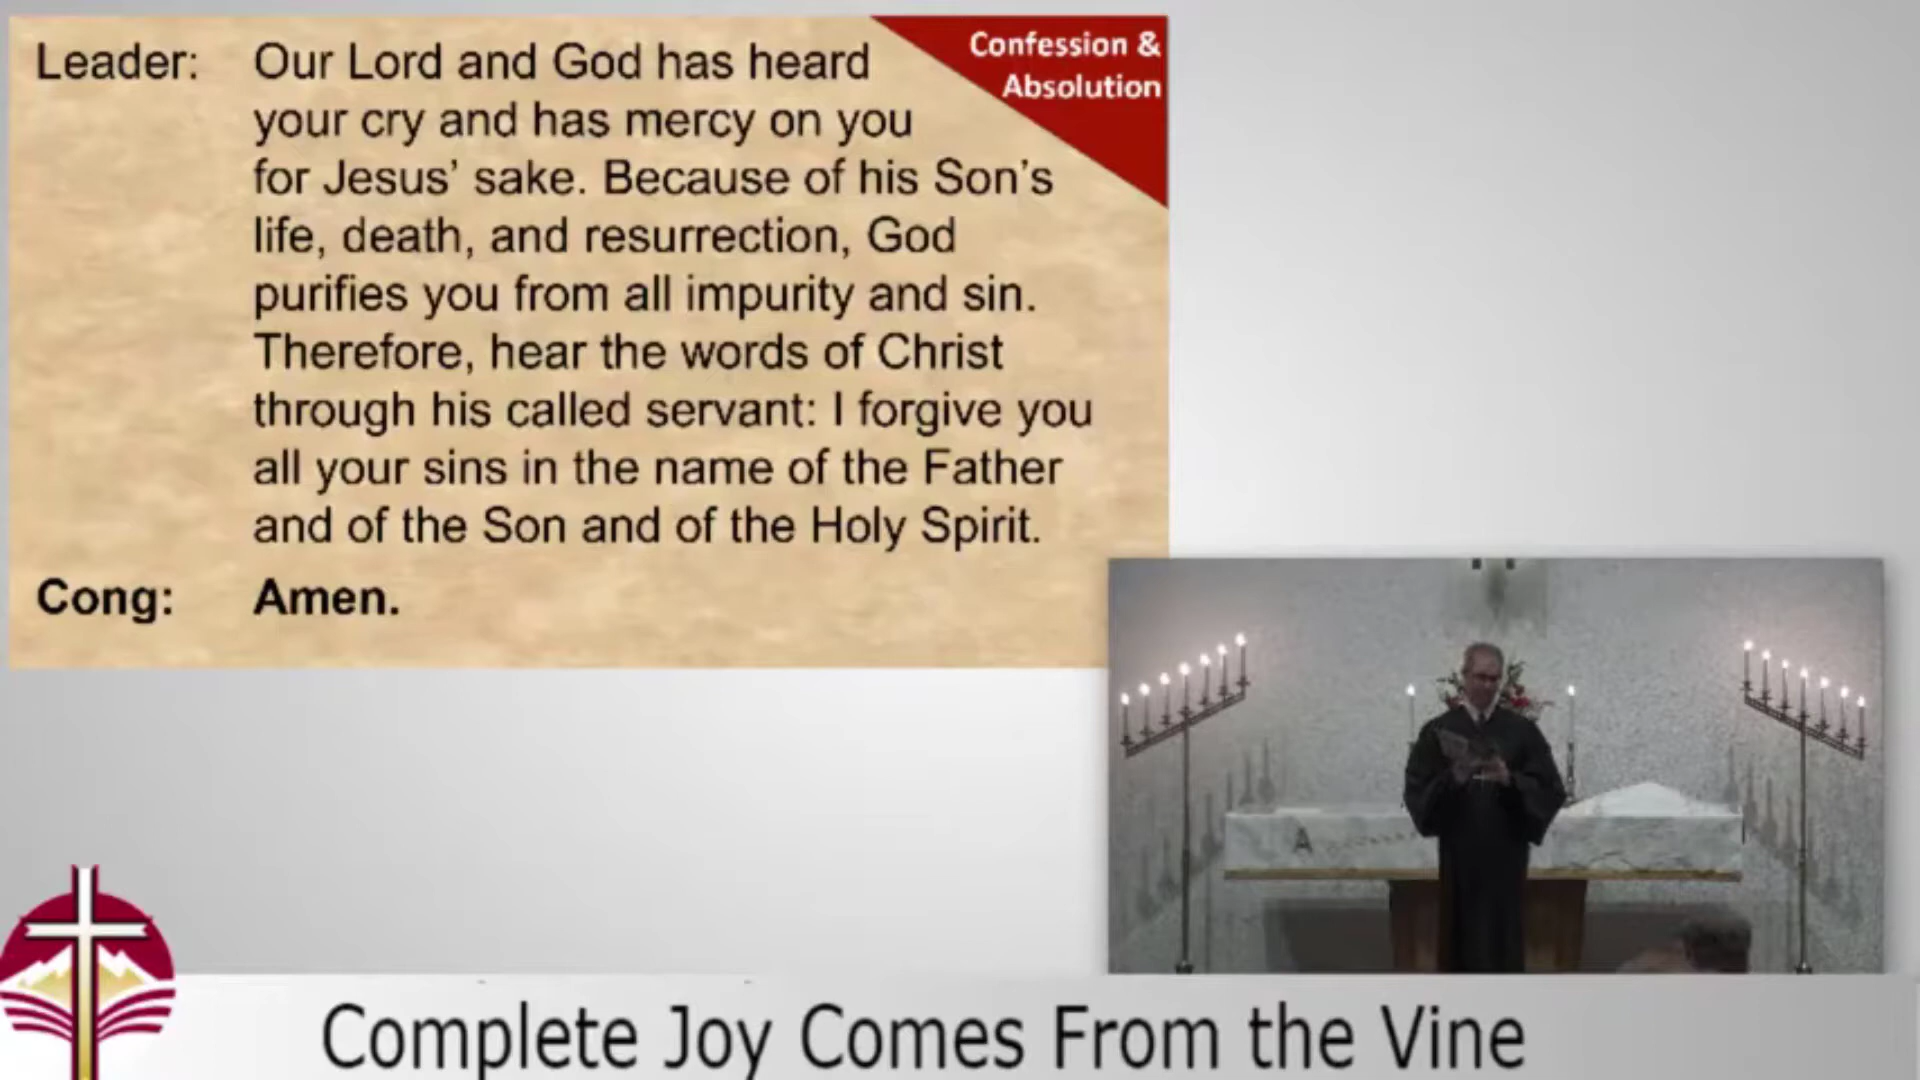 Confession &
Absolution
Leader: Our Lord and God has heard
your cry and has mercy on you
for Jesus’ sake. Because of his Son’s
life, death, and resurrection, God
purifies you from all impurity and sin.
Therefore, hear the words of Christ
through his called servant: I forgive you
all your sins in the name of the Father
and of the Son and of the Holy Spirit.
Cong: Amen.
A
Complete Joy Comes From the Vine